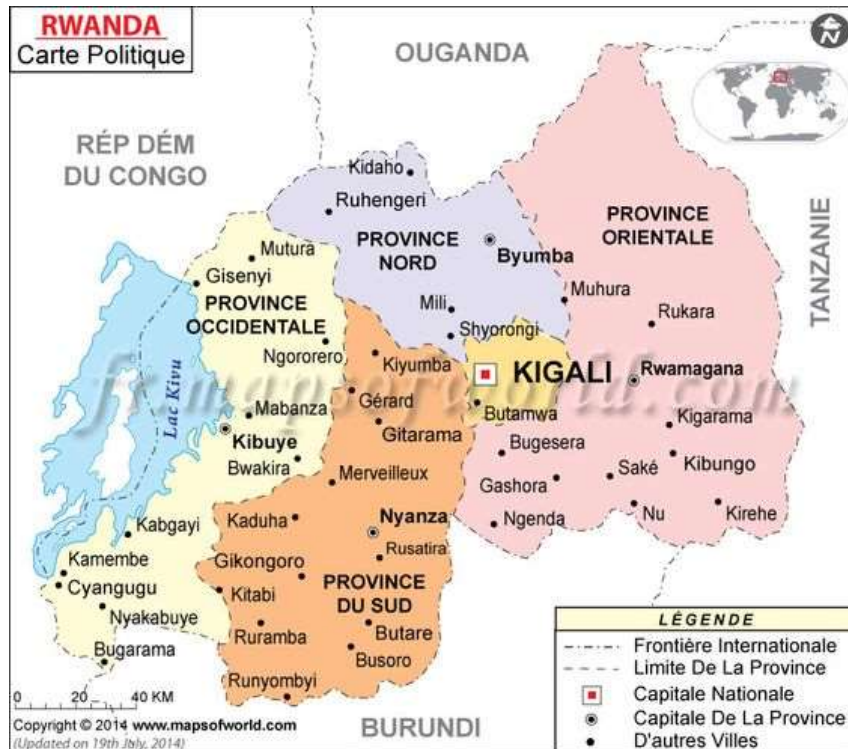 RWANDA
Carte Politique
OUGANDA
N
RÉP DÉM
DU CONGO
TANZANIE
Kidaho
Ruhengeri
PROVINCE
NORD
Byumba
PROVINCE
ORIENTALE
Mutura
Gisenyi
PROVINCE
OCCIDENTALE
Mili
Muhura
Rukara
Shyorongi
Ngororero
Kiyumba
KIGALI
Rwamagana
fr.mapsofworld.com
Lac Kivu
Mabanza
Gérard
Butamwa
Kibuye
Gitarama
Kigarama
Bwakira
Bugesera
Merveilleux
Gashora
Saké
Kibungo
Kaduha
Nyanza
Ngenda
Nu
Kirehe
Kabgayi
Rusatira
Kamembe
Gikongoro
Cyangugu
Kitabi
PROVINCE
DU SUD
Nyakabuye
Ruramba
Butare
Bugarama
Busoro
Runyombyi
BURUNDI
LÉGENDE
Frontière Internationale
Limite De La Province
Capitale Nationale
Capitale De La Province
D'autres Villes
0 20 40 KM
Copyright © 2014 www.mapsofworld.com
(Updated on 19th July, 2014)